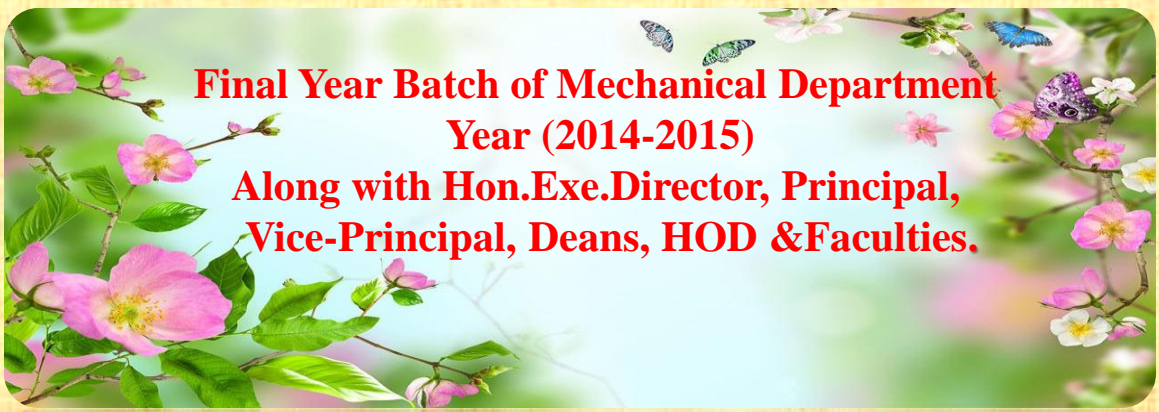 Final Year Batch of Mechanical Department
Year (2014-2015)
Along with Hon.Exe.Director, Principal,
Vice-Principal, Deans, HOD &Faculties.